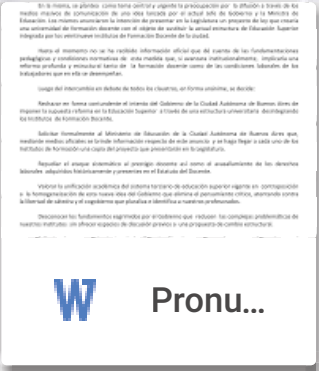 En la misma, se planteó como tema central y urgente la preocupación por la difusión a través de los
medios masivos de comunicación de una idea lanzada por el actual Jefe de Gobierno y la Ministra de
Educación. Los mismos anunciaron la intención de presentar en la Legislatura un proyecto de ley que crearía
una universidad de formación docente con el objeto de sustituir la actual estructura de Educación Superior
integrada por los veintinueve Institutos de Formación Docente de la Ciudad.
Hasta el momento no se ha recibido información oficial que dé cuenta de las fundamentaciones
pedagógicas y condiciones normativas de este modelo que, si avanzara institucionalmente, implicaría una
reforma profunda y estructural tanto de la formación docente como de las condiciones laborales de los
trabajadores que en ella se desempeñan.
Luego del intercambio en debate de todos los claustros, en forma unánime, se decide:
Rechazar en forma contundente el intento del Gobierno de la Ciudad Autónoma de Buenos Aires de
imponer la supuesta reforma en la Educación Superior a través de una estructura universitaria desintegrando
los Institutos de Formación Docente.
Solicitar formalmente al Ministerio de Educación de la Ciudad Autónoma de Buenos Aires que,
mediante medios oficiales se brinde información respecto de este anuncio y se haga llegar a cada uno de los
Institutos de Formación una copia del proyecto que presentarán en la Legislatura.
Repudiar el ataque sistemático al prestigio docente así como el avasallamiento de los derechos
laborales adquiridos históricamente y presentes en el Estatuto del Docente.
Valorar la unificación académica del sistema terciario de educación superior vigente en contraposición
a la homogeneización de esta nueva idea del Gobierno que elimina el pensamiento crítico, atentando contra
la libertad de cátedra y el cogobierno que pluraliza e identifica a nuestros profesorados.
Desconocer los fundamentos esgrimidos por el Gobierno que reducen los complejos problemáticas de
nuestros Institutos sin ofrecer espacios de discusión previos a una propuesta de cambio estructural.
W Pronu...